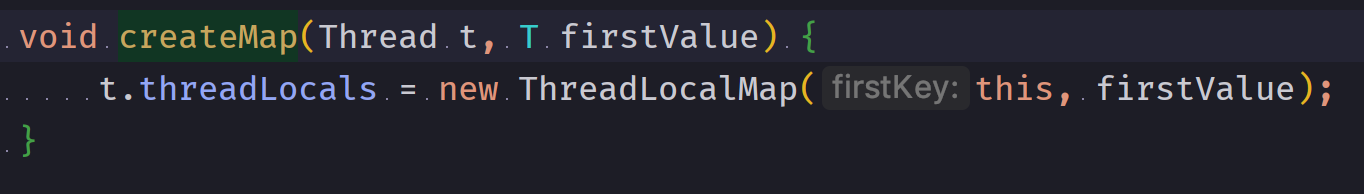 void createMap(Thread t, T firstValue) {
    t.threadLocals = new ThreadLocalMap( firstKey: this, firstValue);
}